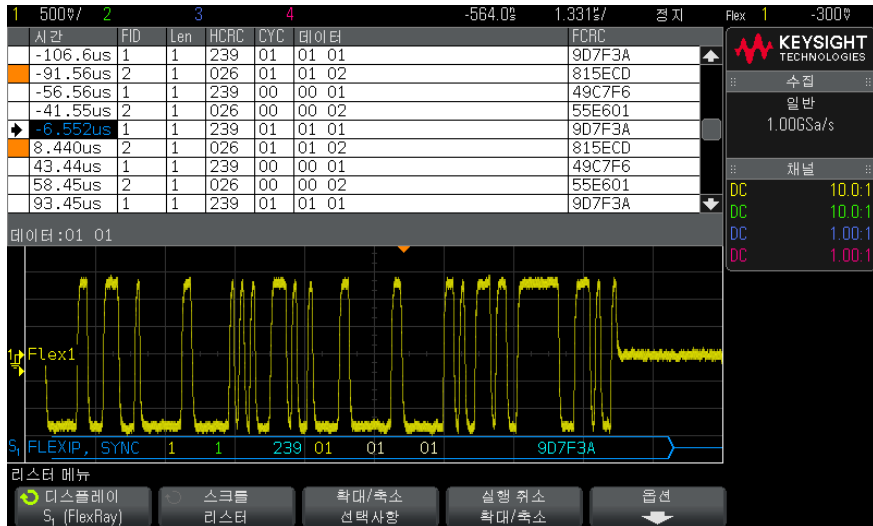 1 500▽/ 2 3 4 -564.0▽s 1.331▽s/ 정지 Flex 1 -300▽
시간 FID Len HCRC CYC 데이터 FCRC
-106.6us 1 1 239 01 01 01 9D7F3A
-91.56us 2 1 026 01 01 02 815ECD
-56.56us 1 1 239 00 00 01 49C7F6
-41.55us 2 1 026 00 00 02 55E601
-6.552us 1 1 239 01 01 01 9D7F3A
8.440us 2 1 026 01 01 02 815ECD
43.44us 1 1 239 00 00 01 49C7F6
58.45us 2 1 026 00 00 02 55E601
93.45us 1 1 239 01 01 01 9D7F3A
데이터:01 01
KEYSIGHT
TECHNOLOGIES
수집
일반
1.00GSa/s
채널
DC 10.0:1
DC 10.0:1
DC 1.00:1
DC 1.00:1
1 Flex1
S1 FLEXIP, SYNC 1 1 239 01 01 01 9D7F3A
리스터 메뉴
디스플레이
S1 (FlexRay)
스크롤
리스터
확대/축소
선택사항
실행 취소
확대/축소
옵션